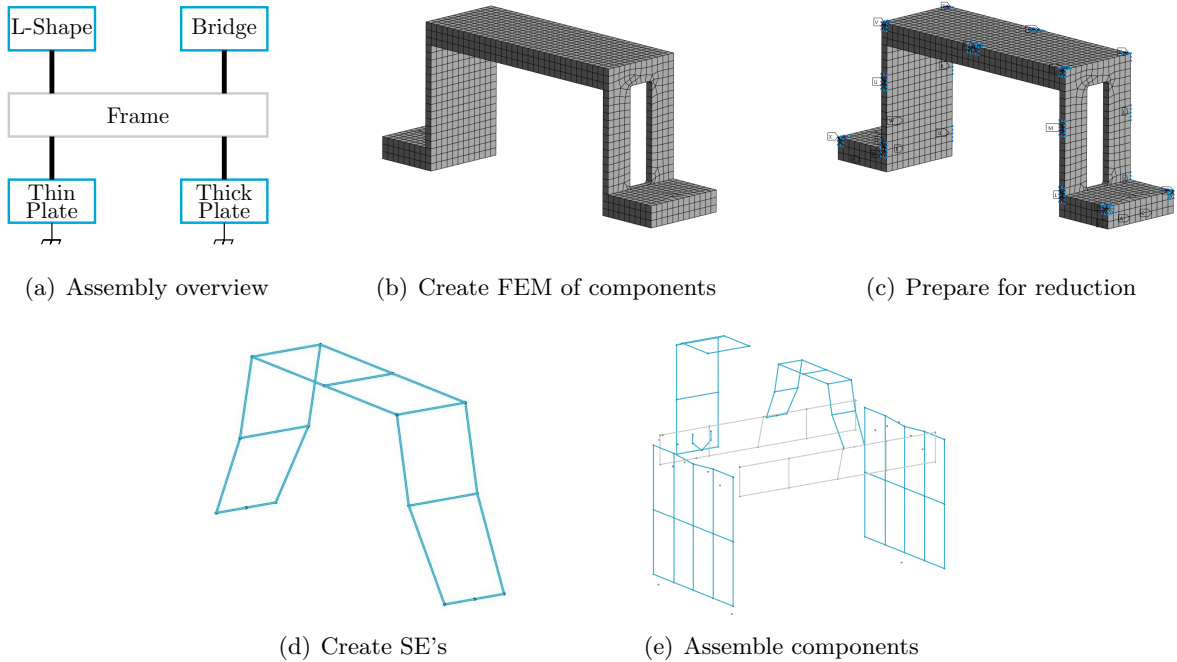 L-Shape
Bridge
Frame
Thin
Plate
Thick
Plate
(a) Assembly overview
(b) Create FEM of components
(c) Prepare for reduction
(d) Create SE's
(e) Assemble components